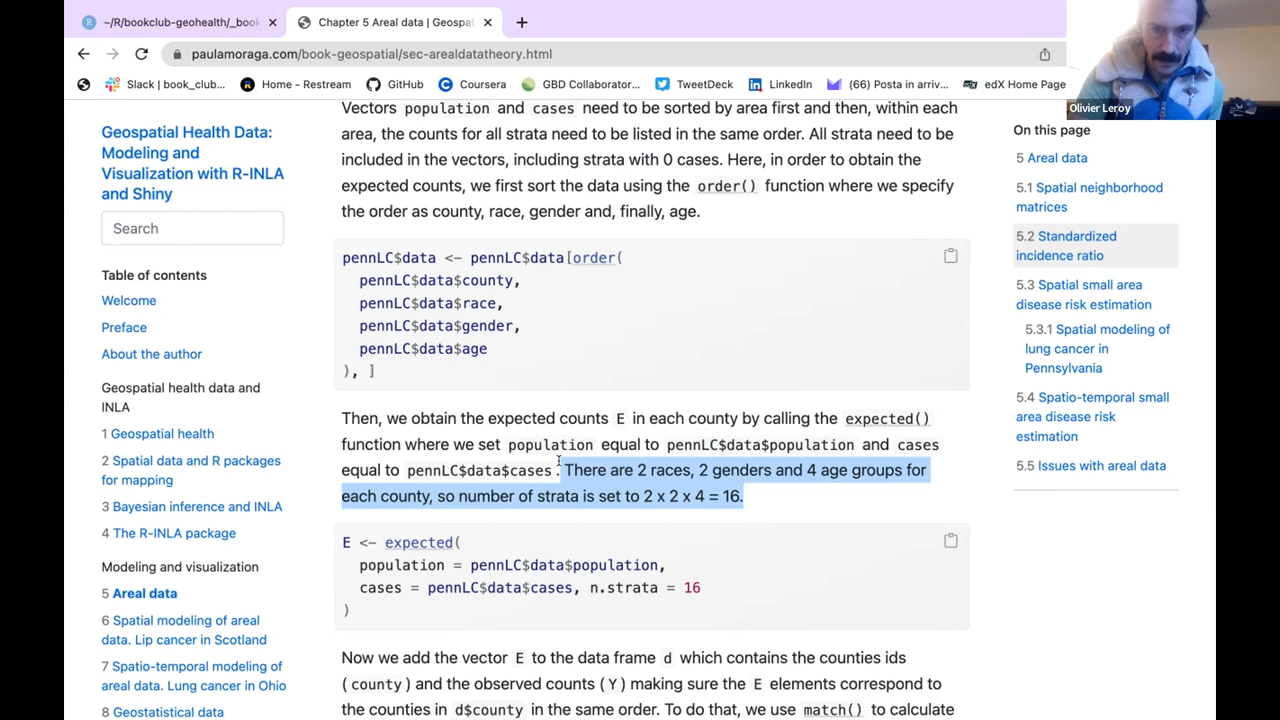 ~/R/bookclub-geohealth/_book
Chapter 5 Areal data | Geospat
paulamoraga.com/book-geospatial/sec-arealdatatheory.html
Slack | book_club...
Home - Restream
GitHub
Coursera
GBD Collaborator...
TweetDeck
LinkedIn
(66) Posta in arriv...
edX Home Page
Olivier Leroy
Geospatial Health Data:
Modeling and
Visualization with R-INLA
and Shiny
Search
Table of contents
Welcome
Preface
About the author
Geospatial health data and
INLA
1 Geospatial health
2 Spatial data and R packages
for mapping
3 Bayesian inference and INLA
4 The R-INLA package
Modeling and visualization
5 Areal data
6 Spatial modeling of areal
data. Lip cancer in Scotland
7 Spatio-temporal modeling of
areal data. Lung cancer in Ohio
8 Geostatistical data
Vectors population and cases need to be sorted by area first and then, within each
area, the counts for all strata need to be listed in the same order. All strata need to be
included in the vectors, including strata with 0 cases. Here, in order to obtain the
expected counts, we first sort the data using the order() function where we specify
the order as county, race, gender and, finally, age.
pennLC$data <- pennLC$data[order(
pennLC$data$county,
pennLC$data$race,
pennLC$data$gender,
pennLC$data$age
), ]
Then, we obtain the expected counts E in each county by calling the expected()
function where we set population equal to pennLC$data$population and cases
equal to pennLC$data$cases. There are 2 races, 2 genders and 4 age groups for
each county, so number of strata is set to 2 x 2 x 4 = 16.
E <- expected(
population = pennLC$data$population,
cases = pennLC$data$cases, n.strata = 16
)
Now we add the vector E to the data frame d which contains the counties ids
(county) and the observed counts (Y) making sure the E elements correspond to
the counties in d$county in the same order. To do that, we use match() to calculate
On this page
5 Areal data
5.1 Spatial neighborhood
matrices
5.2 Standardized
incidence ratio
5.3 Spatial small area
disease risk estimation
5.3.1 Spatial modeling of
lung cancer in
Pennsylvania
5.4 Spatio-temporal small
area disease risk
estimation
5.5 Issues with areal data